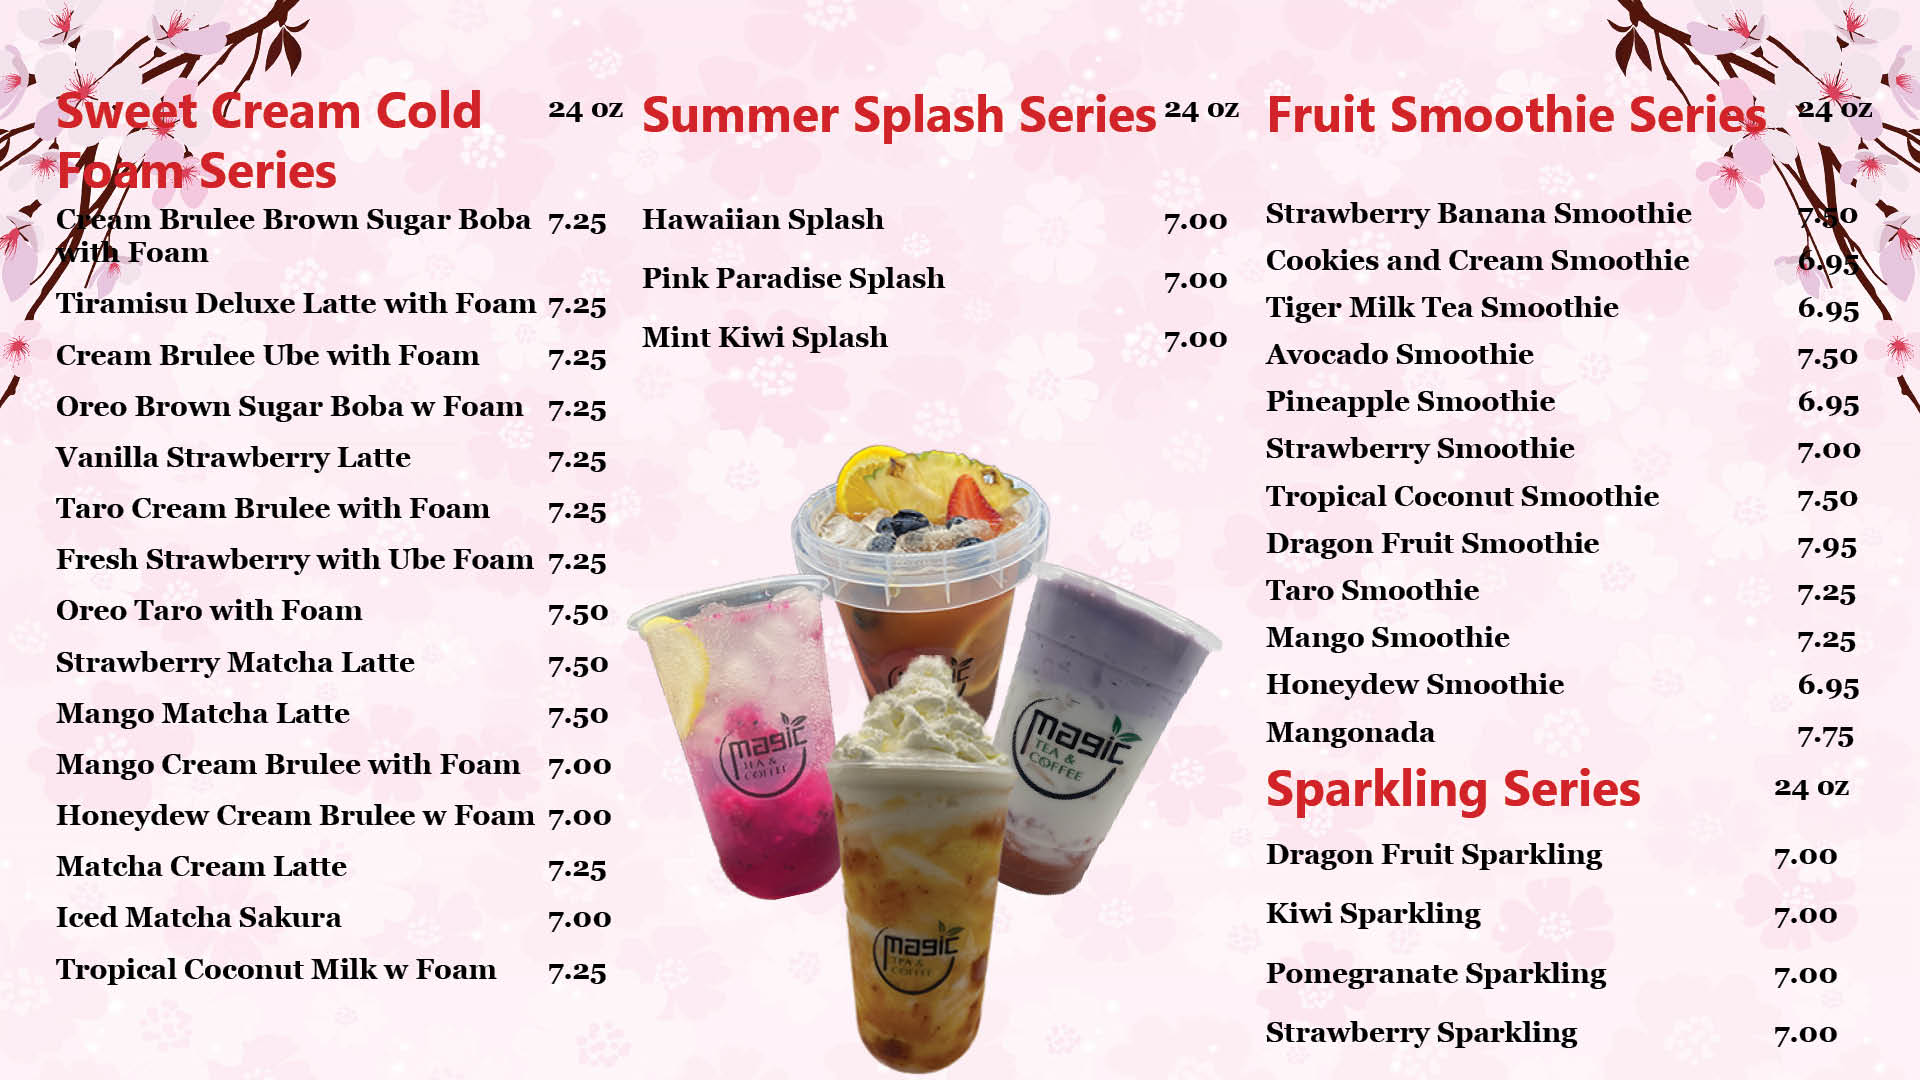 Sweet Cream Cold
Foam Series
24 oz
Cream Brulee Brown Sugar Boba 7.25
with Foam
Tiramisu Deluxe Latte with Foam 7.25
Cream Brulee Ube with Foam 7.25
Oreo Brown Sugar Boba w Foam 7.25
Vanilla Strawberry Latte 7.25
Taro Cream Brulee with Foam 7.25
Fresh Strawberry with Ube Foam 7.25
Oreo Taro with Foam 7.50
Strawberry Matcha Latte 7.50
Mango Matcha Latte 7.50
Mango Cream Brulee with Foam 7.00
Honeydew Cream Brulee w Foam 7.00
Matcha Cream Latte 7.25
Iced Matcha Sakura 7.00
Tropical Coconut Milk w Foam 7.25
Summer Splash Series 24 oz
Hawaiian Splash 7.00
Pink Paradise Splash 7.00
Mint Kiwi Splash 7.00
magic
TEA &
COFFEE
magic
TEA &
COFFEE
magic
TEA &
COFFEE
Fruit Smoothie Series 24 oz
Strawberry Banana Smoothie 7.50
Cookies and Cream Smoothie 6.95
Tiger Milk Tea Smoothie 6.95
Avocado Smoothie 7.50
Pineapple Smoothie 6.95
Strawberry Smoothie 7.00
Tropical Coconut Smoothie 7.50
Dragon Fruit Smoothie 7.95
Taro Smoothie 7.25
Mango Smoothie 7.25
Honeydew Smoothie 6.95
Mangonada 7.75
Sparkling Series 24 oz
Dragon Fruit Sparkling 7.00
Kiwi Sparkling 7.00
Pomegranate Sparkling 7.00
Strawberry Sparkling 7.00